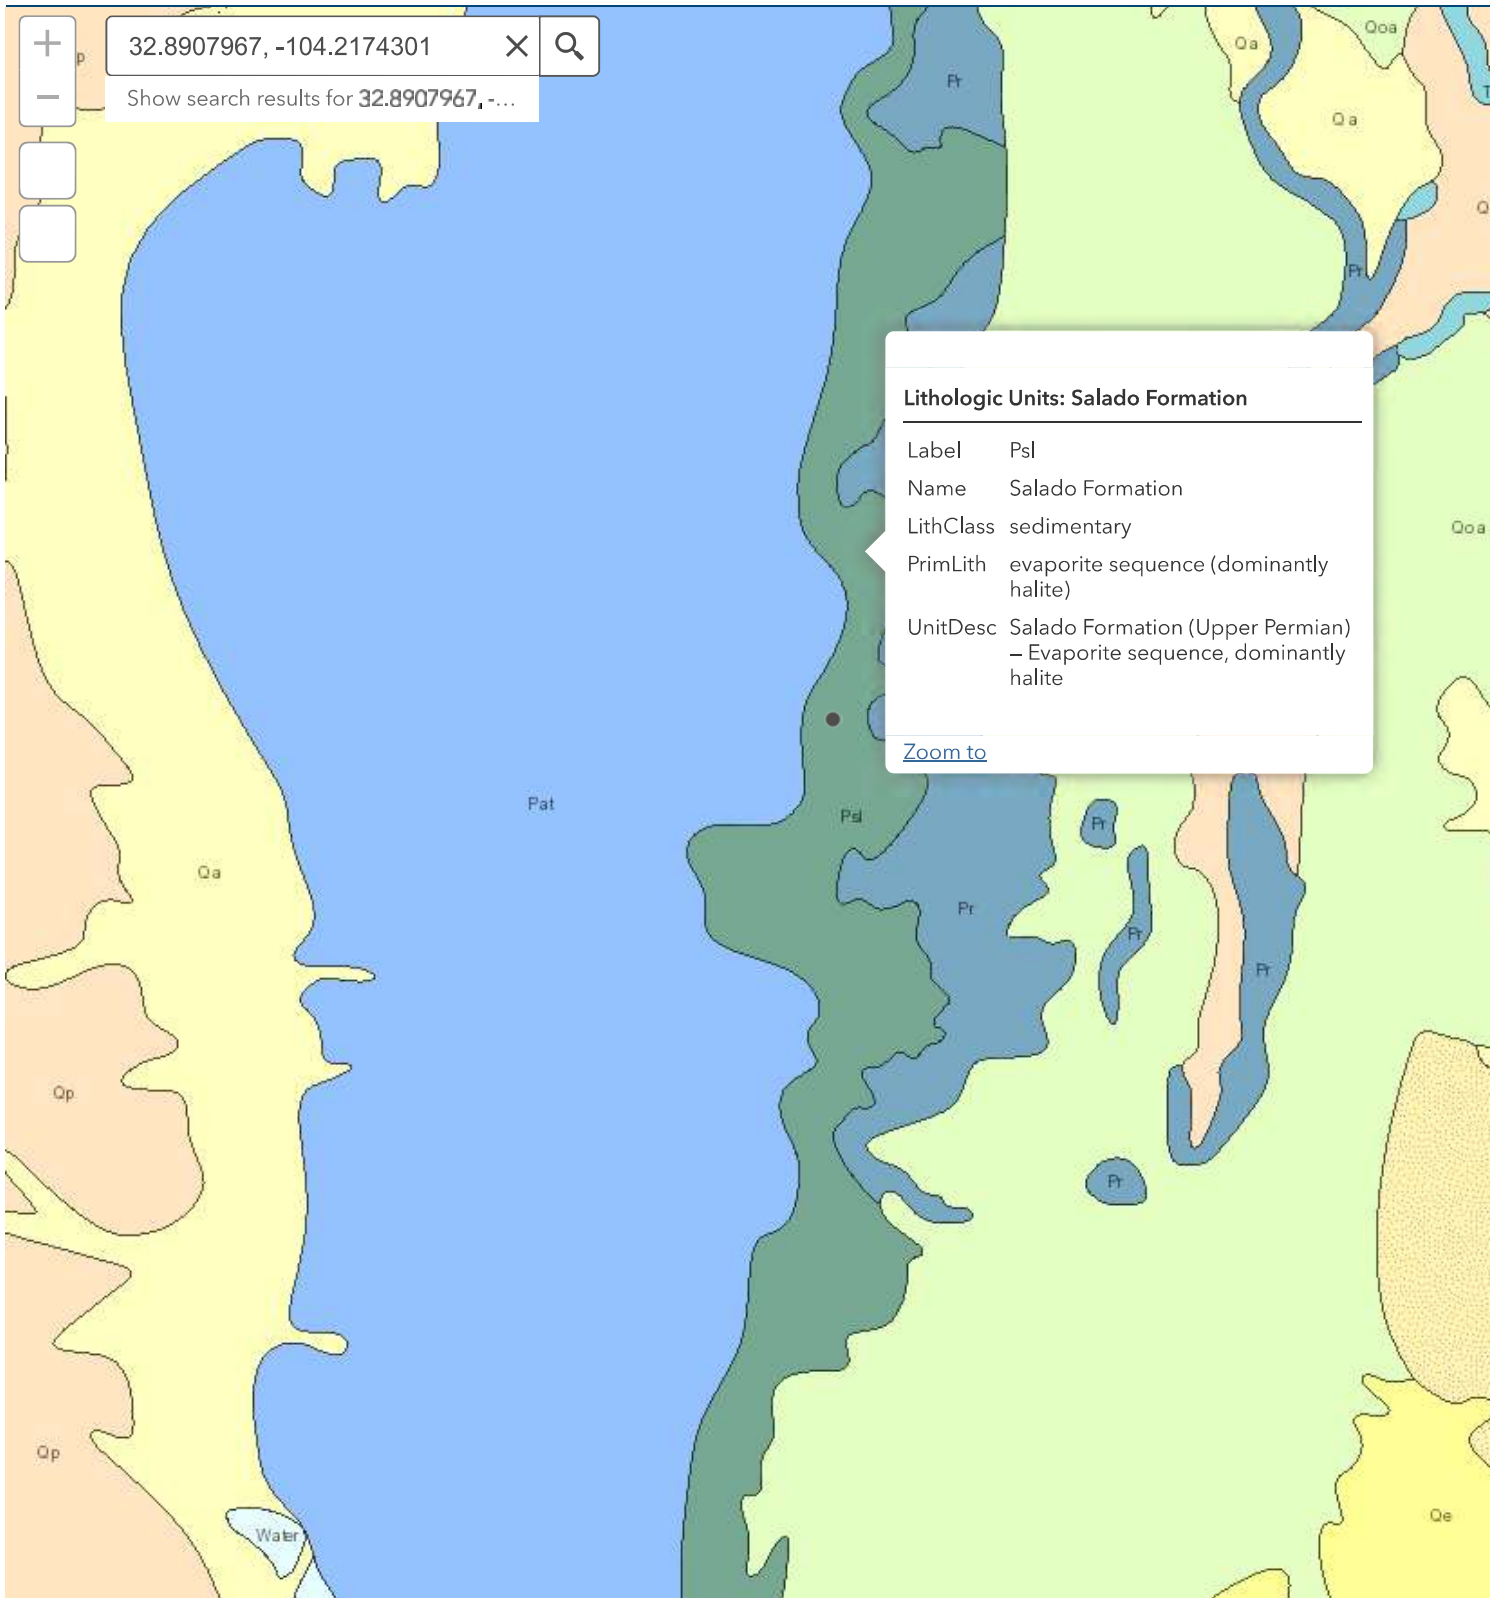 +
p
32.8907967, -104.2174301
Show search results for 32.8907967, -...
−
Pr
Qa
Qoa
T
Qa
Q
Pr
Lithologic Units: Salado Formation
Label Psl
Name Salado Formation
LithClass sedimentary
PrimLith evaporite sequence (dominantly
halite)
UnitDesc Salado Formation (Upper Permian)
– Evaporite sequence, dominantly
halite
Zoom to
Qoa
Pat
Psl
Pr
Qa
Pr
Pr
Pr
Qp
Pr
Qp
Qe
Water